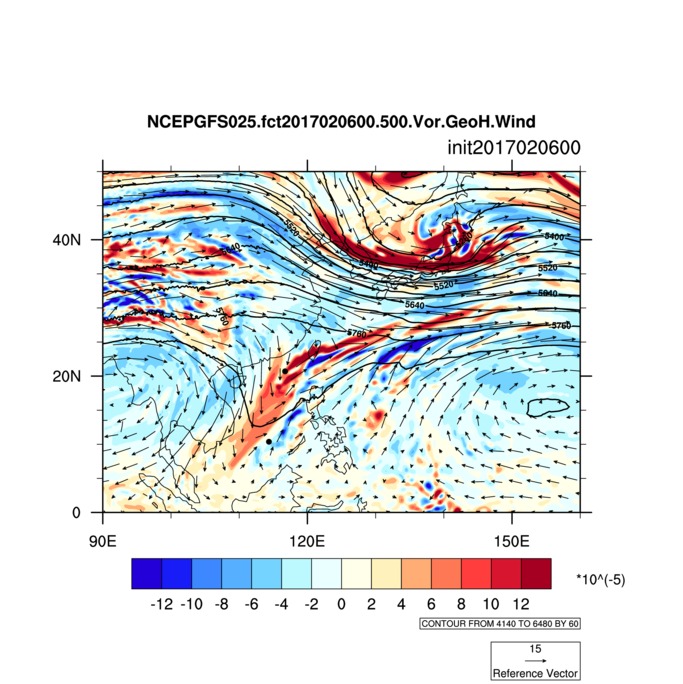 NCEPGFS025.fct2017020600.500.Vor.GeoH.Wind
init2017020600
40N
20N
0
5520
5640
5760
5400
5520
5640
5760
5400
5520
5640
5760
90E 120E 150E
-12 -10 -8 -6 -4 -2 0 2 4 6 8 10 12
*10^(-5)
CONTOUR FROM 4140 TO 6480 BY 60
15
Reference Vector